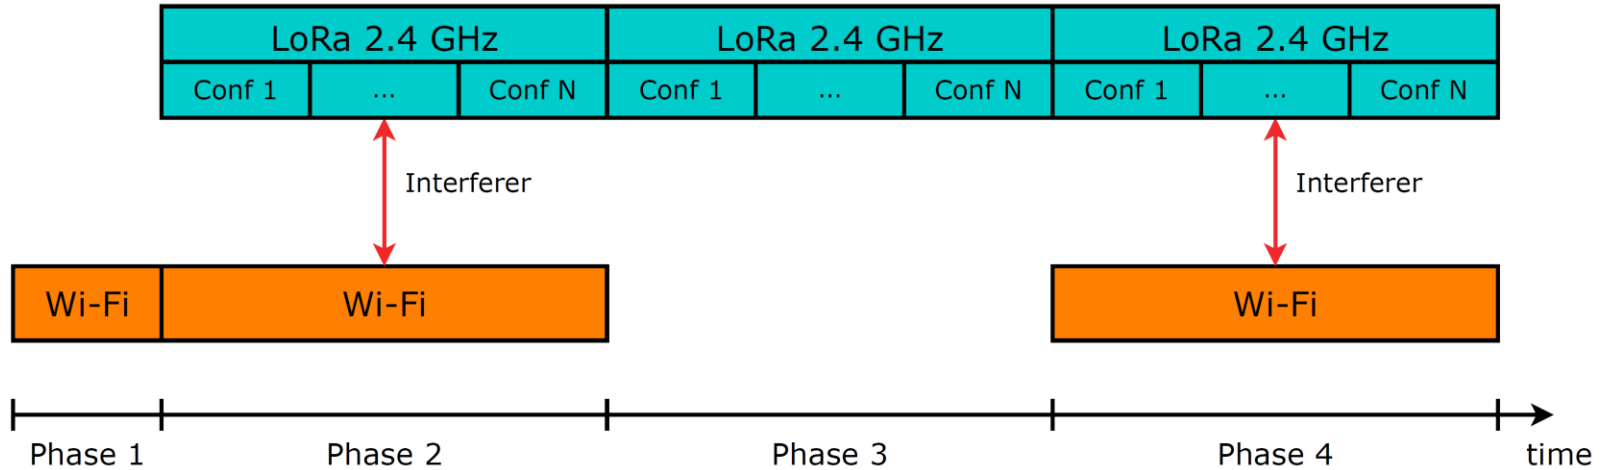 LoRa 2.4 GHz LoRa 2.4 GHz LoRa 2.4 GHz
Conf 1 ... Conf N Conf 1 ... Conf N Conf 1 ... Conf N
Interferer Interferer
Wi-Fi Wi-Fi Wi-Fi
Phase 1 Phase 2 Phase 3 Phase 4 time